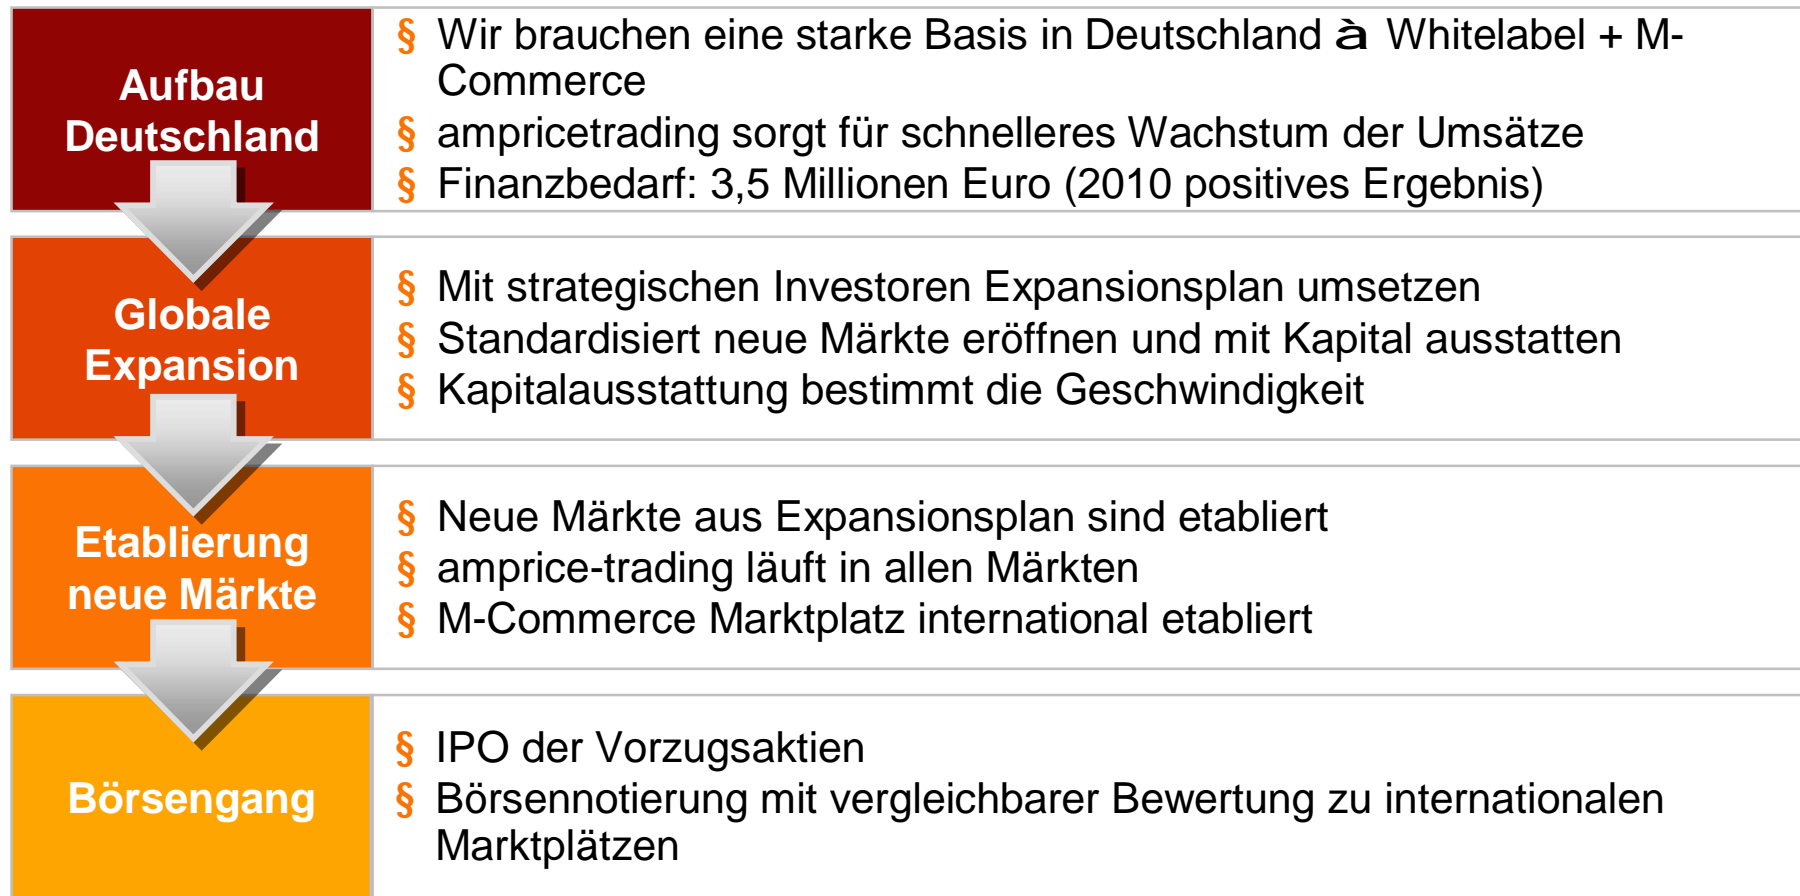 Aufbau
Deutschland
§ Wir brauchen eine starke Basis in Deutschland à Whitelabel + M-
Commerce
§ ampricetrading sorgt für schnelleres Wachstum der Umsätze
§ Finanzbedarf: 3,5 Millionen Euro (2010 positives Ergebnis)
Globale
Expansion
§ Mit strategischen Investoren Expansionsplan umsetzen
§ Standardisiert neue Märkte eröffnen und mit Kapital ausstatten
§ Kapitalausstattung bestimmt die Geschwindigkeit
Etablierung
neue Märkte
§ Neue Märkte aus Expansionsplan sind etabliert
§ amprice-trading läuft in allen Märkten
§ M-Commerce Marktplatz international etabliert
Börsengang
§ IPO der Vorzugsaktien
§ Börsennotierung mit vergleichbarer Bewertung zu internationalen
Marktplätzen